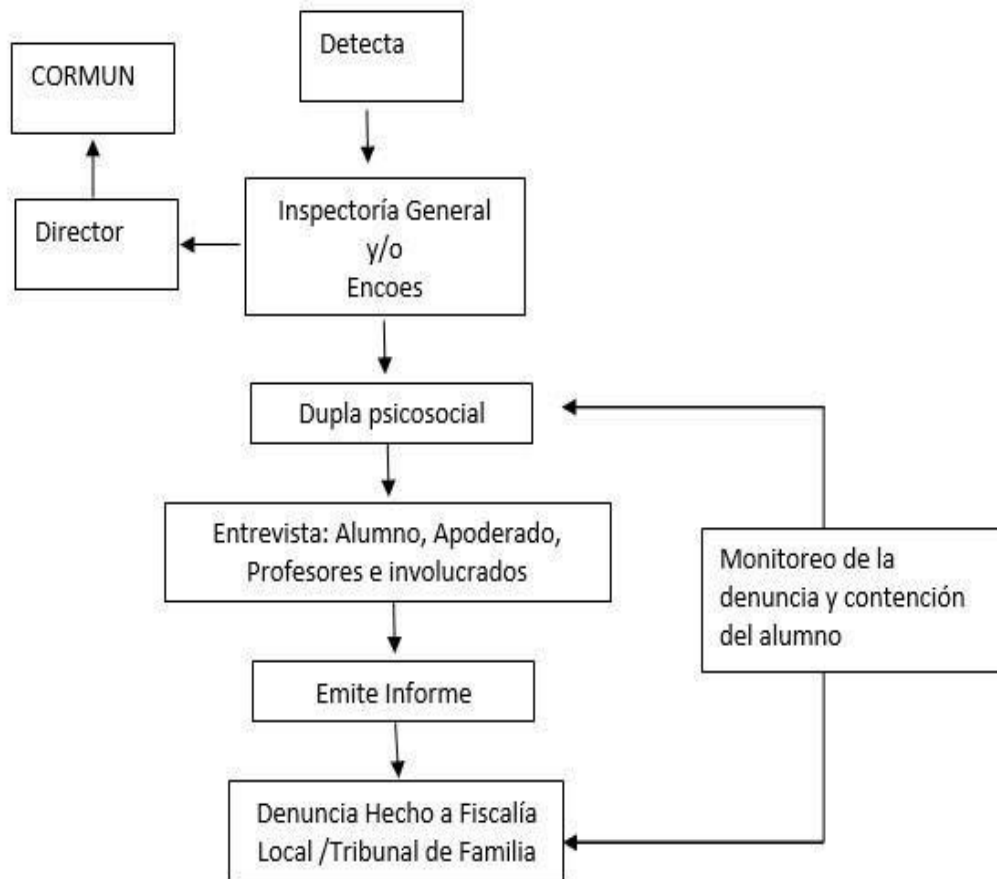 Detecta
CORMUN
Director
Inspectoría General
y/o
Encoes
Dupla psicosocial
Entrevista: Alumno, Apoderado,
Profesores e involucrados
Monitoreo de la
denuncia y contención
del alumno
Emite Informe
Denuncia Hecho a Fiscalía
Local /Tribunal de Familia